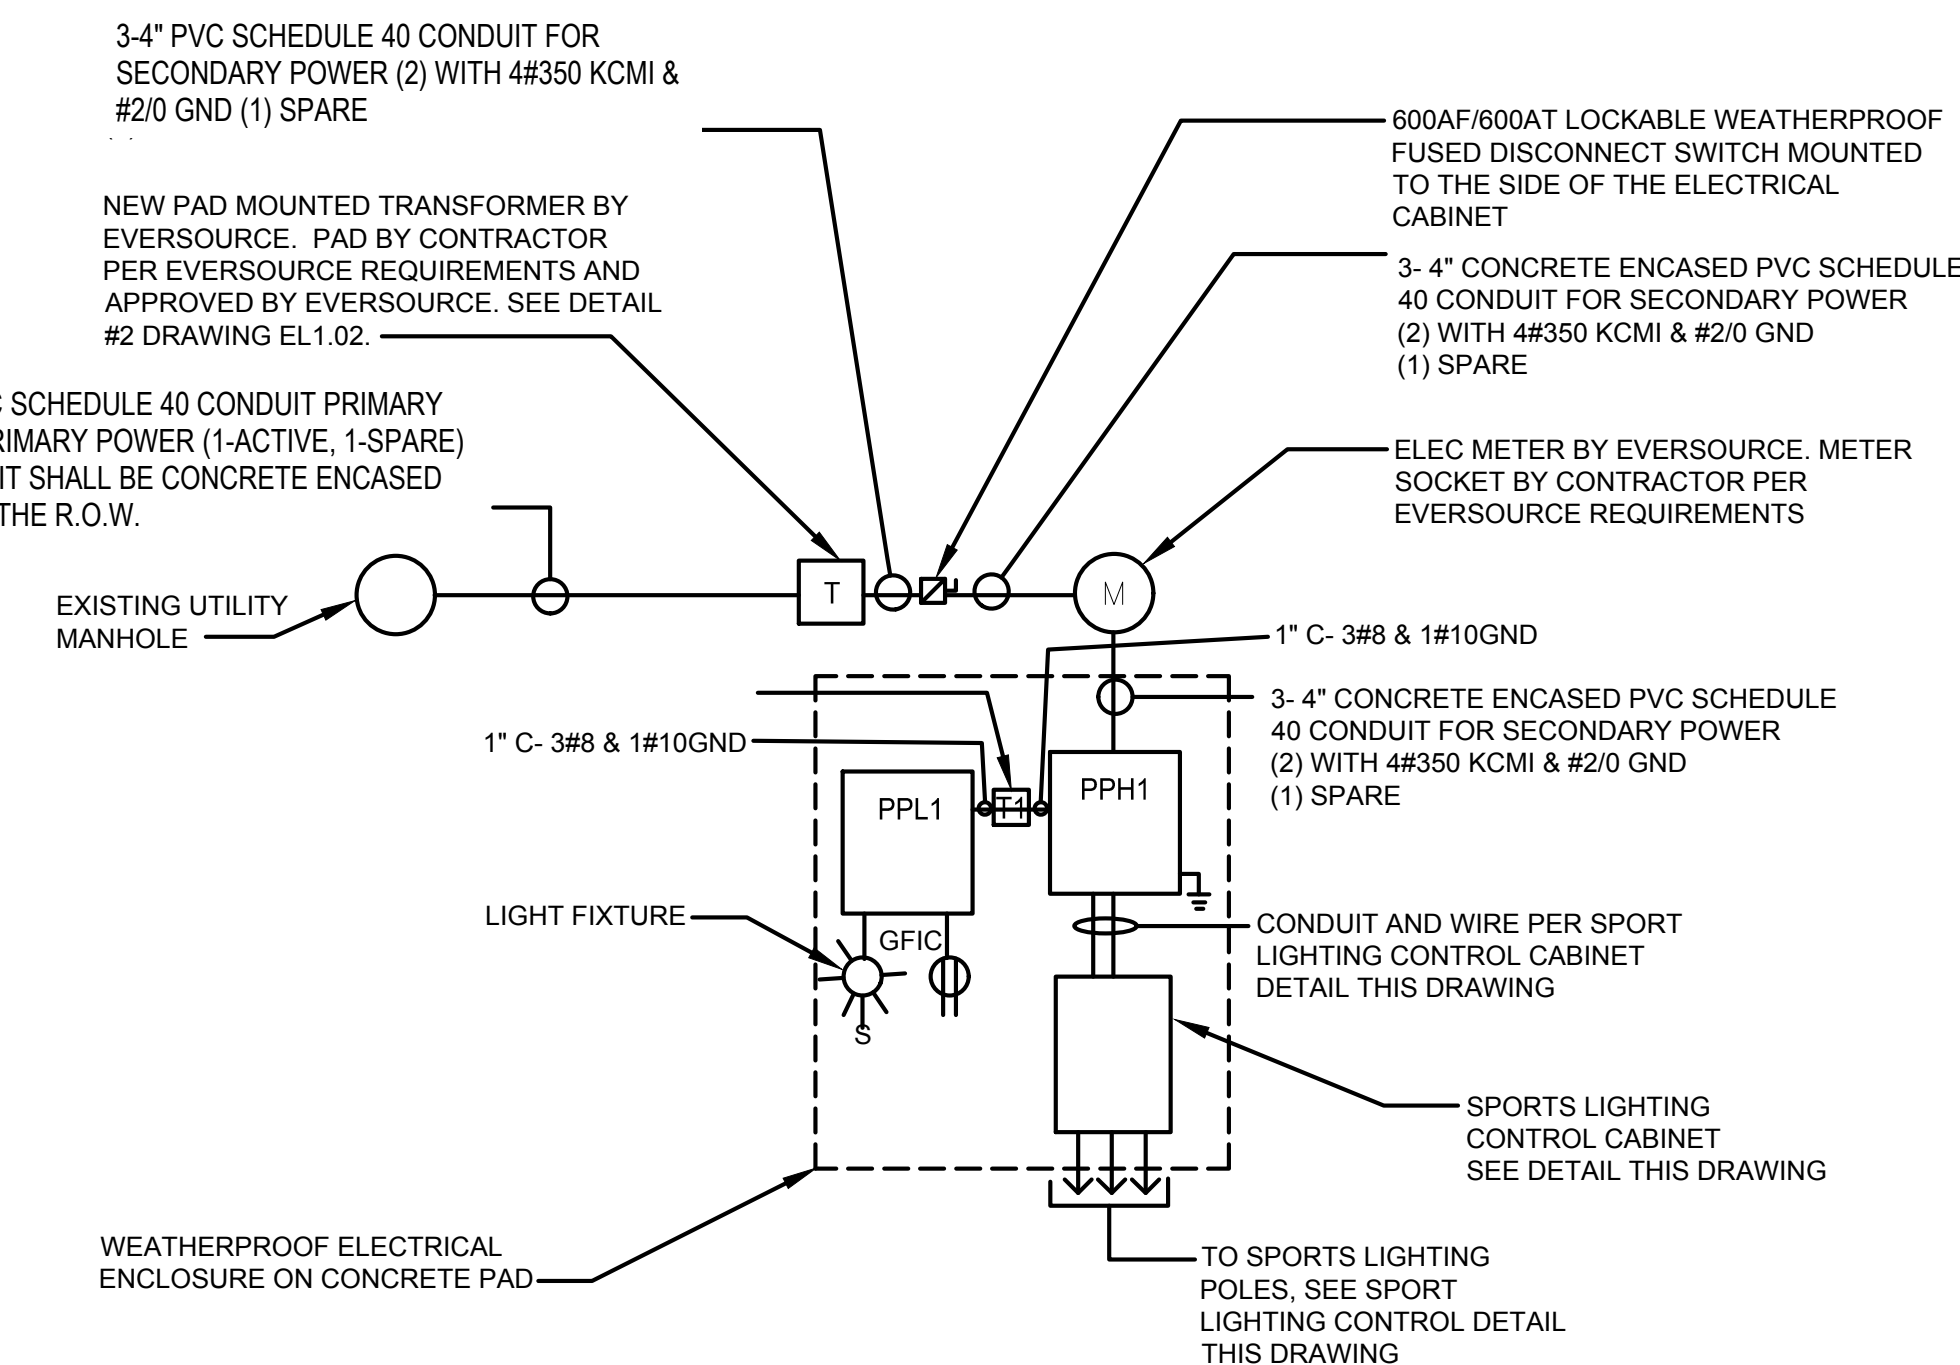 3-4" PVC SCHEDULE 40 CONDUIT FOR
SECONDARY POWER (2) WITH 4#350 KCMI &
#2/0 GND (1) SPARE
NEW PAD MOUNTED TRANSFORMER BY
EVERSOURCE. PAD BY CONTRACTOR
PER EVERSOURCE REQUIREMENTS AND
APPROVED BY EVERSOURCE. SEE DETAIL
#2 DRAWING EL1.02.
SCHEDULE 40 CONDUIT PRIMARY
POWER (1-ACTIVE, 1-SPARE)
SHALL BE CONCRETE ENCASED
THE R.O.W.
EXISTING UTILITY
MANHOLE
600AF/600AT LOCKABLE WEATHERPROOF
FUSED DISCONNECT SWITCH MOUNTED
TO THE SIDE OF THE ELECTRICAL
CABINET
3- 4" CONCRETE ENCASED PVC SCHEDULE
40 CONDUIT FOR SECONDARY POWER
(2) WITH 4#350 KCMI & #2/0 GND
(1) SPARE
ELEC METER BY EVERSOURCE. METER
SOCKET BY CONTRACTOR PER
EVERSOURCE REQUIREMENTS
T
M
1" C- 3#8 & 1#10GND
3- 4" CONCRETE ENCASED PVC SCHEDULE
40 CONDUIT FOR SECONDARY POWER
(2) WITH 4#350 KCMI & #2/0 GND
(1) SPARE
1" C- 3#8 & 1#10GND
PPL1
T1
PPH1
LIGHT FIXTURE
GFIC
S
CONDUIT AND WIRE PER SPORT
LIGHTING CONTROL CABINET
DETAIL THIS DRAWING
SPORTS LIGHTING
CONTROL CABINET
SEE DETAIL THIS DRAWING
WEATHERPROOF ELECTRICAL
ENCLOSURE ON CONCRETE PAD
TO SPORTS LIGHTING
POLES, SEE SPORT
LIGHTING CONTROL DETAIL
THIS DRAWING